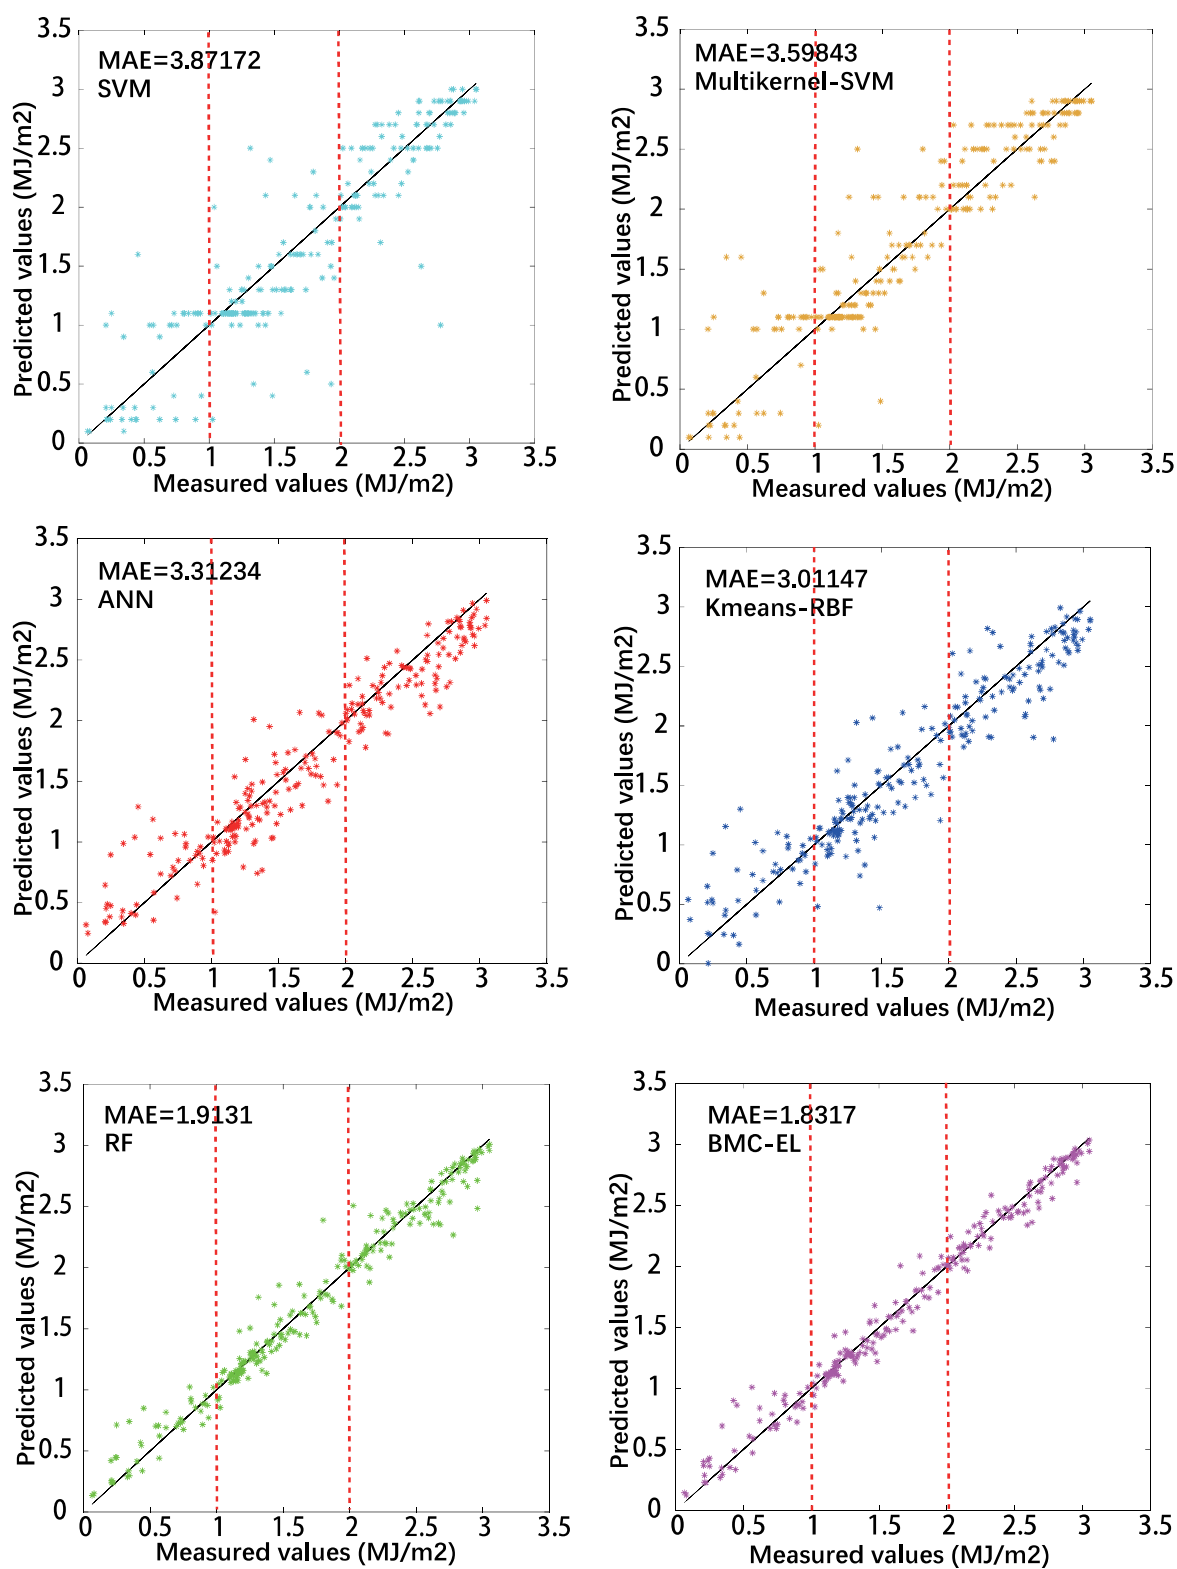 3.5
3
2.5
2
1.5
1
0.5
0
MAE=3.87172
SVM
Predicted values (MJ/m2)
0 0.5 1 1.5 2 2.5 3 3.5
Measured values (MJ/m2)
3.5
3
2.5
2
1.5
1
0.5
0
MAE=3.59843
Multikernel-SVM
Predicted values (MJ/m2)
0 0.5 1 1.5 2 2.5 3 3.5
Measured values (MJ/m2)
3.5
3
2.5
2
1.5
1
0.5
0
MAE=3.31234
ANN
Predicted values (MJ/m2)
0 0.5 1 1.5 2 2.5 3 3.5
Measured values (MJ/m2)
3.5
3
2.5
2
1.5
1
0.5
0
MAE=3.01147
Kmeans-RBF
Predicted values (MJ/m2)
0 0.5 1 1.5 2 2.5 3 3.5
Measured values (MJ/m2)
3.5
3
2.5
2
1.5
1
0.5
0
MAE=1.9131
RF
Predicted values (MJ/m2)
0 0.5 1 1.5 2 2.5 3 3.5
Measured values (MJ/m2)
3.5
3
2.5
2
1.5
1
0.5
0
MAE=1.8317
BMC-EL
Predicted values (MJ/m2)
0 0.5 1 1.5 2 2.5 3 3.5
Measured values (MJ/m2)